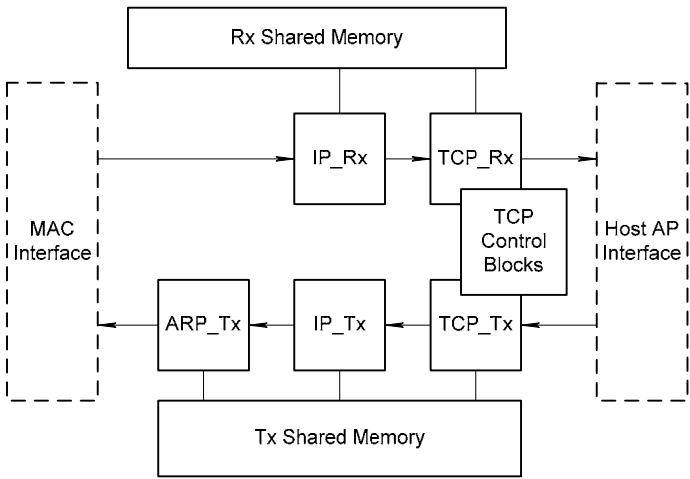 Rx Shared Memory
IP_Rx
TCP_Rx
MAC
Interface
TCP
Control
Blocks
Host AP
Interface
ARP_Tx
IP_Tx
TCP_Tx
Tx Shared Memory